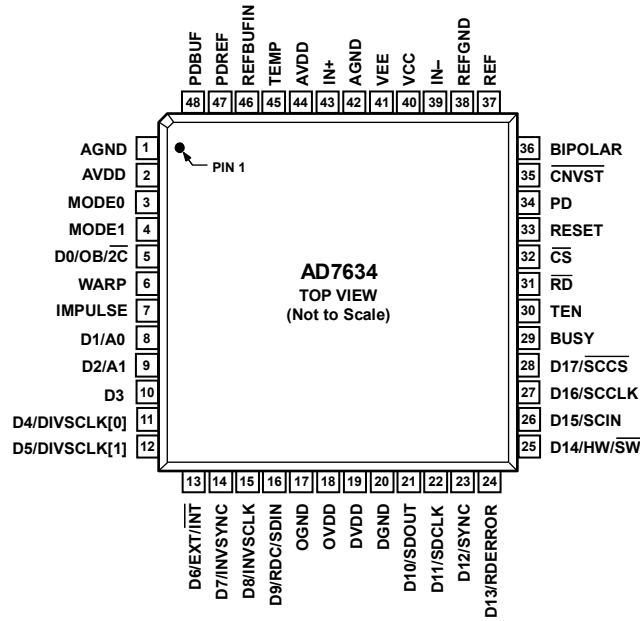 PDBUF
PDREF
REFBUFIN
TEMP
AVDD
IN+
AGND
VEE
VCC
IN–
REFGND
REF
48
47
46
45
44
43
42
41
40
39
38
37
AGND 1
AVDD 2
MODE0 3
MODE1 4
D0/OB/2C 5
WARP 6
IMPULSE 7
D1/A0 8
D2/A1 9
D3 10
D4/DIVSCLK[0] 11
D5/DIVSCLK[1] 12
PIN 1
AD7634
TOP VIEW
(Not to Scale)
36 BIPOLAR
35 CNVST
34 PD
33 RESET
32 CS
31 RD
30 TEN
29 BUSY
28 D17/SCCS
27 D16/SCCLK
26 D15/SCIN
25 D14/HW/SW
13
14
15
16
17
18
19
20
21
22
23
24
D6/EXT/INT
D7/INVSYNC
D8/INVSCLK
D9/RDC/SDIN
OGND
OVDD
DVDD
DGND
D10/SDOUT
D11/SDCLK
D12/SYNC
D13/RDERROR